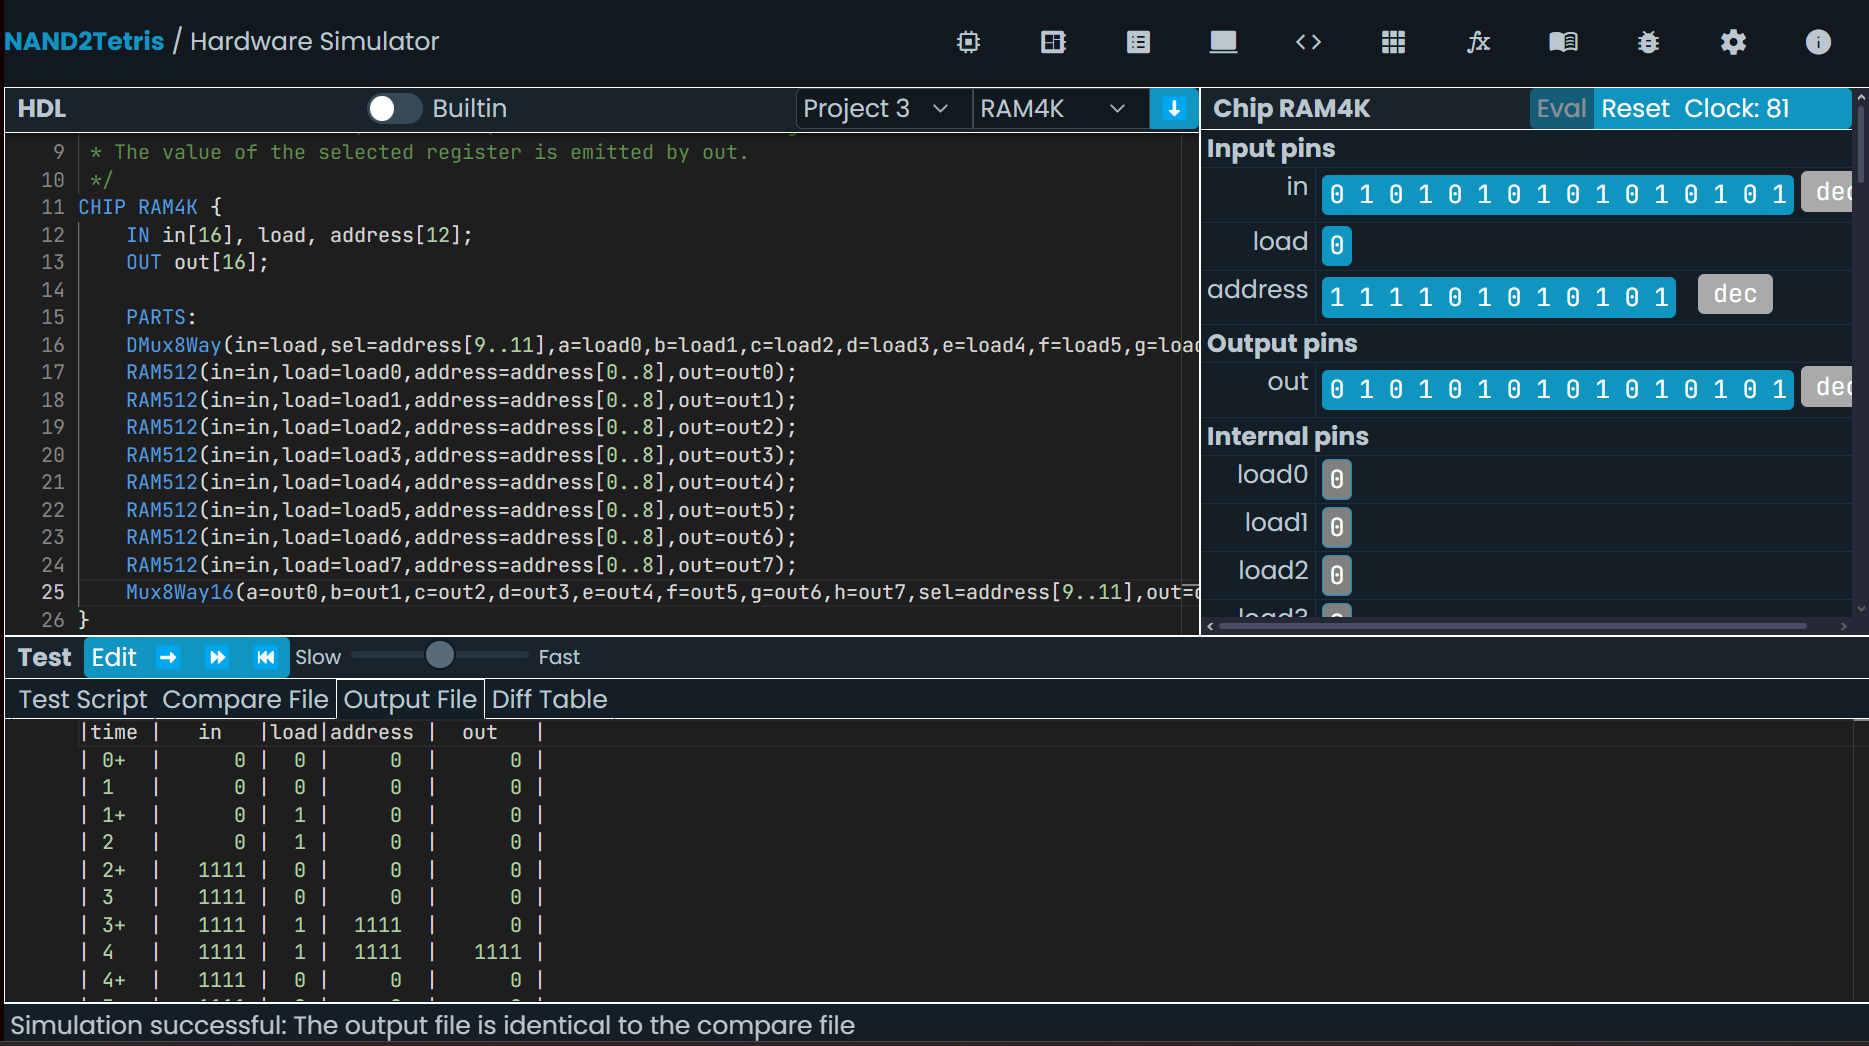 NAND2Tetris / Hardware Simulator
HDL Builtin Project 3 RAM4K
9 * The value of the selected register is emitted by out.
10 */
11 CHIP RAM4K {
12 IN in[16], load, address[12];
13 OUT out[16];
14
15 PARTS:
16 DMux8Way(in=load,sel=address[9..11],a=load0,b=load1,c=load2,d=load3,e=load4,f=load5,g=load
17 RAM512(in=in,load=load0,address=address[0..8],out=out0);
18 RAM512(in=in,load=load1,address=address[0..8],out=out1);
19 RAM512(in=in,load=load2,address=address[0..8],out=out2);
20 RAM512(in=in,load=load3,address=address[0..8],out=out3);
21 RAM512(in=in,load=load4,address=address[0..8],out=out4);
22 RAM512(in=in,load=load5,address=address[0..8],out=out5);
23 RAM512(in=in,load=load6,address=address[0..8],out=out6);
24 RAM512(in=in,load=load7,address=address[0..8],out=out7);
25 Mux8Way16(a=out0,b=out1,c=out2,d=out3,e=out4,f=out5,g=out6,h=out7,sel=address[9..11],out=
26 }
Chip RAM4K Eval Reset Clock: 81
Input pins
in 0 1 0 1 0 1 0 1 0 1 0 1 0 1 0 1 dec
load 0
address 1 1 1 1 0 1 0 1 0 1 0 1 dec
Output pins
out 0 1 0 1 0 1 0 1 0 1 0 1 0 1 0 1 dec
Internal pins
load0 0
load1 0
load2 0
load3 0
Test Edit Slow Fast
Test Script Compare File Output File Diff Table
|time | in |load|address | out |
| 0+ | 0 | 0 | 0 | 0 |
| 1 | 0 | 0 | 0 | 0 |
| 1+ | 0 | 1 | 0 | 0 |
| 2 | 0 | 1 | 0 | 0 |
| 2+ | 1111 | 0 | 0 | 0 |
| 3 | 1111 | 0 | 0 | 0 |
| 3+ | 1111 | 1 | 1111 | 0 |
| 4 | 1111 | 1 | 1111 | 1111 |
| 4+ | 1111 | 0 | 0 | 0 |
Simulation successful: The output file is identical to the compare file